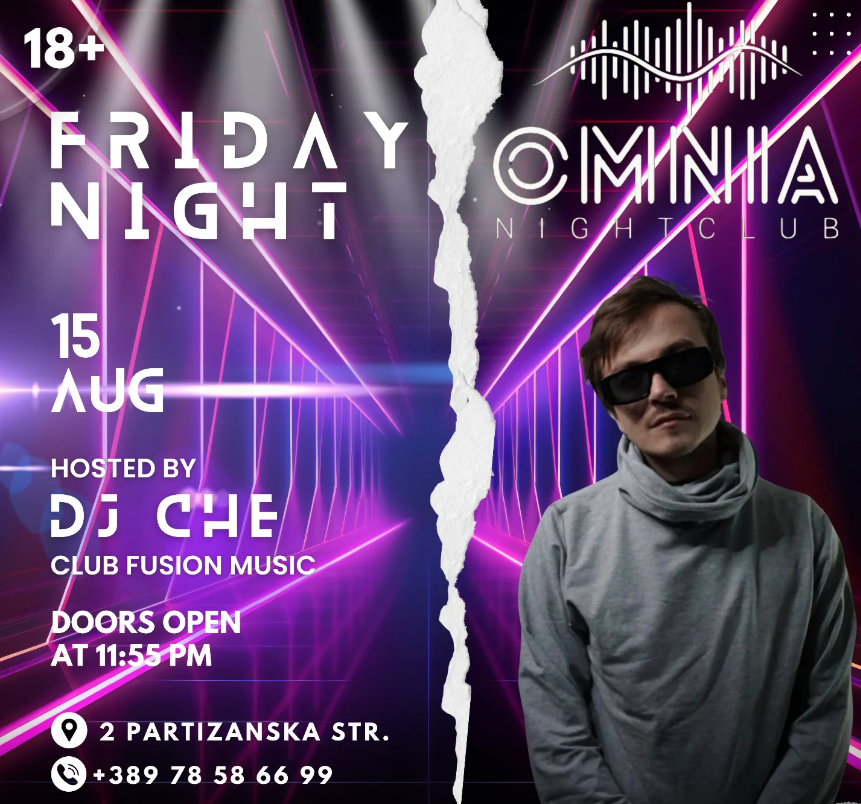 18+
FRIDAY
NIGHT
OMNIA
NIGHTCLUB
15
AUG
HOSTED BY
DJ CHE
CLUB FUSION MUSIC
DOORS OPEN
AT 11:55 PM
2 PARTIZANSKA STR.
+389 78 58 66 99